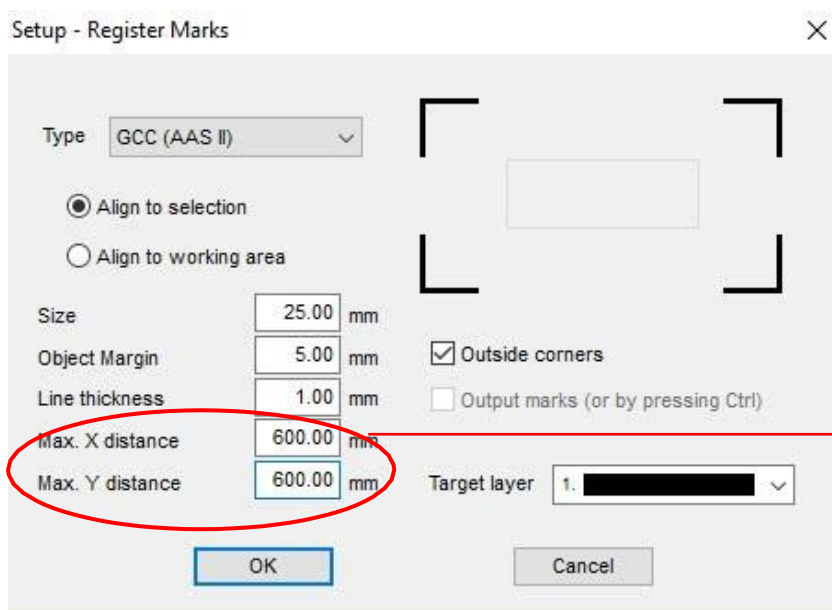 Setup - Register Marks
Type GCC (AAS II)
Align to selection
Align to working area
Size 25.00 mm
Object Margin 5.00 mm
Outside corners
Line thickness 1.00 mm
Output marks (or by pressing Ctrl)
Max. X distance 600.00 mm
Max. Y distance 600.00 mm
Target layer 1.
OK Cancel